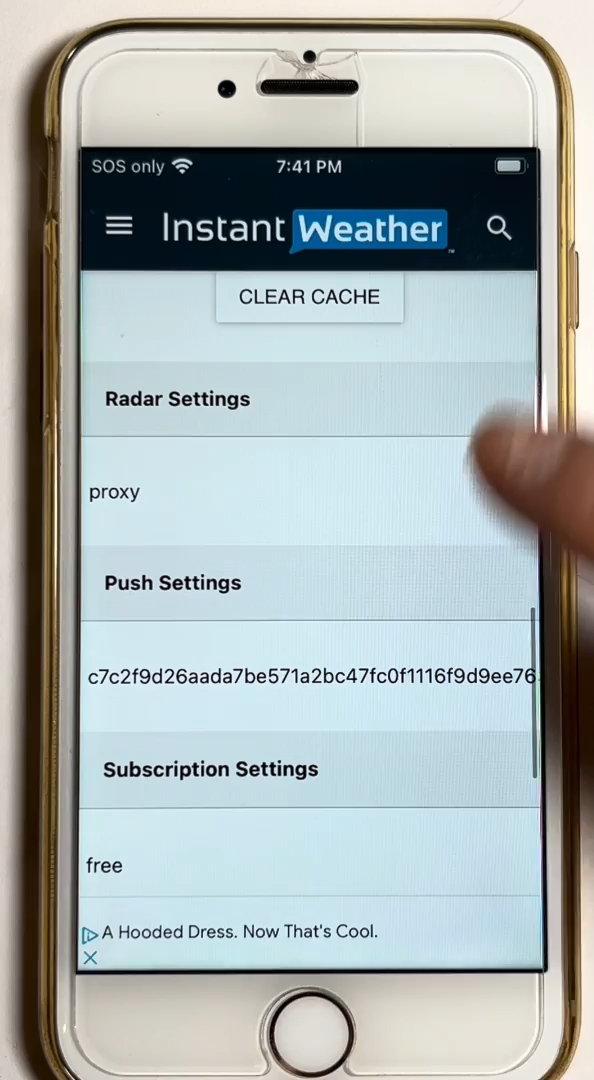 SOS only 7:41 PM
Instant Weather
CLEAR CACHE
Radar Settings
proxy
Push Settings
c7c2f9d26aada7be571a2bc47fc0f1116f9d9ee76
Subscription Settings
free
A Hooded Dress. Now That's Cool.